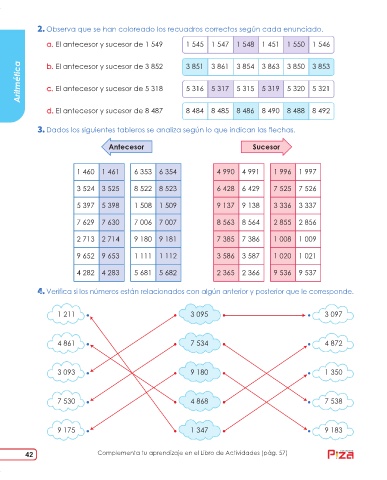 Aritmética
2. Observa que se han coloreado los recuadros correctos según cada enunciado.
a. El antecesor y sucesor de 1 549 1 545 1 547 1 548 1 451 1 550 1 546
b. El antecesor y sucesor de 3 852 3 851 3 861 3 854 3 863 3 850 3 853
c. El antecesor y sucesor de 5 318 5 316 5 317 5 315 5 319 5 320 5 321
d. El antecesor y sucesor de 8 487 8 484 8 485 8 486 8 490 8 488 8 492
3. Dados los siguientes tableros se analiza según lo que indican las flechas.
Antecesor Sucesor
1 460 1 461 6 353 6 354 4 990 4 991 1 996 1 997
3 524 3 525 8 522 8 523 6 428 6 429 7 525 7 526
5 397 5 398 1 508 1 509 9 137 9 138 3 336 3 337
7 629 7 630 7 006 7 007 8 563 8 564 2 855 2 856
2 713 2 714 9 180 9 181 7 385 7 386 1 008 1 009
9 652 9 653 1 111 1 112 3 586 3 587 1 020 1 021
4 282 4 283 5 681 5 682 2 365 2 366 9 536 9 537
4. Verifica si los números están relacionados con algún anterior y posterior que le corresponde.
1 211 3 095 3 097
4 861 7 534 4 872
3 093 9 180 1 350
7 530 4 868 7 538
9 175 1 347 9 183
42 Complementa tu aprendizaje en el Libro de Actividades (pág. 57)